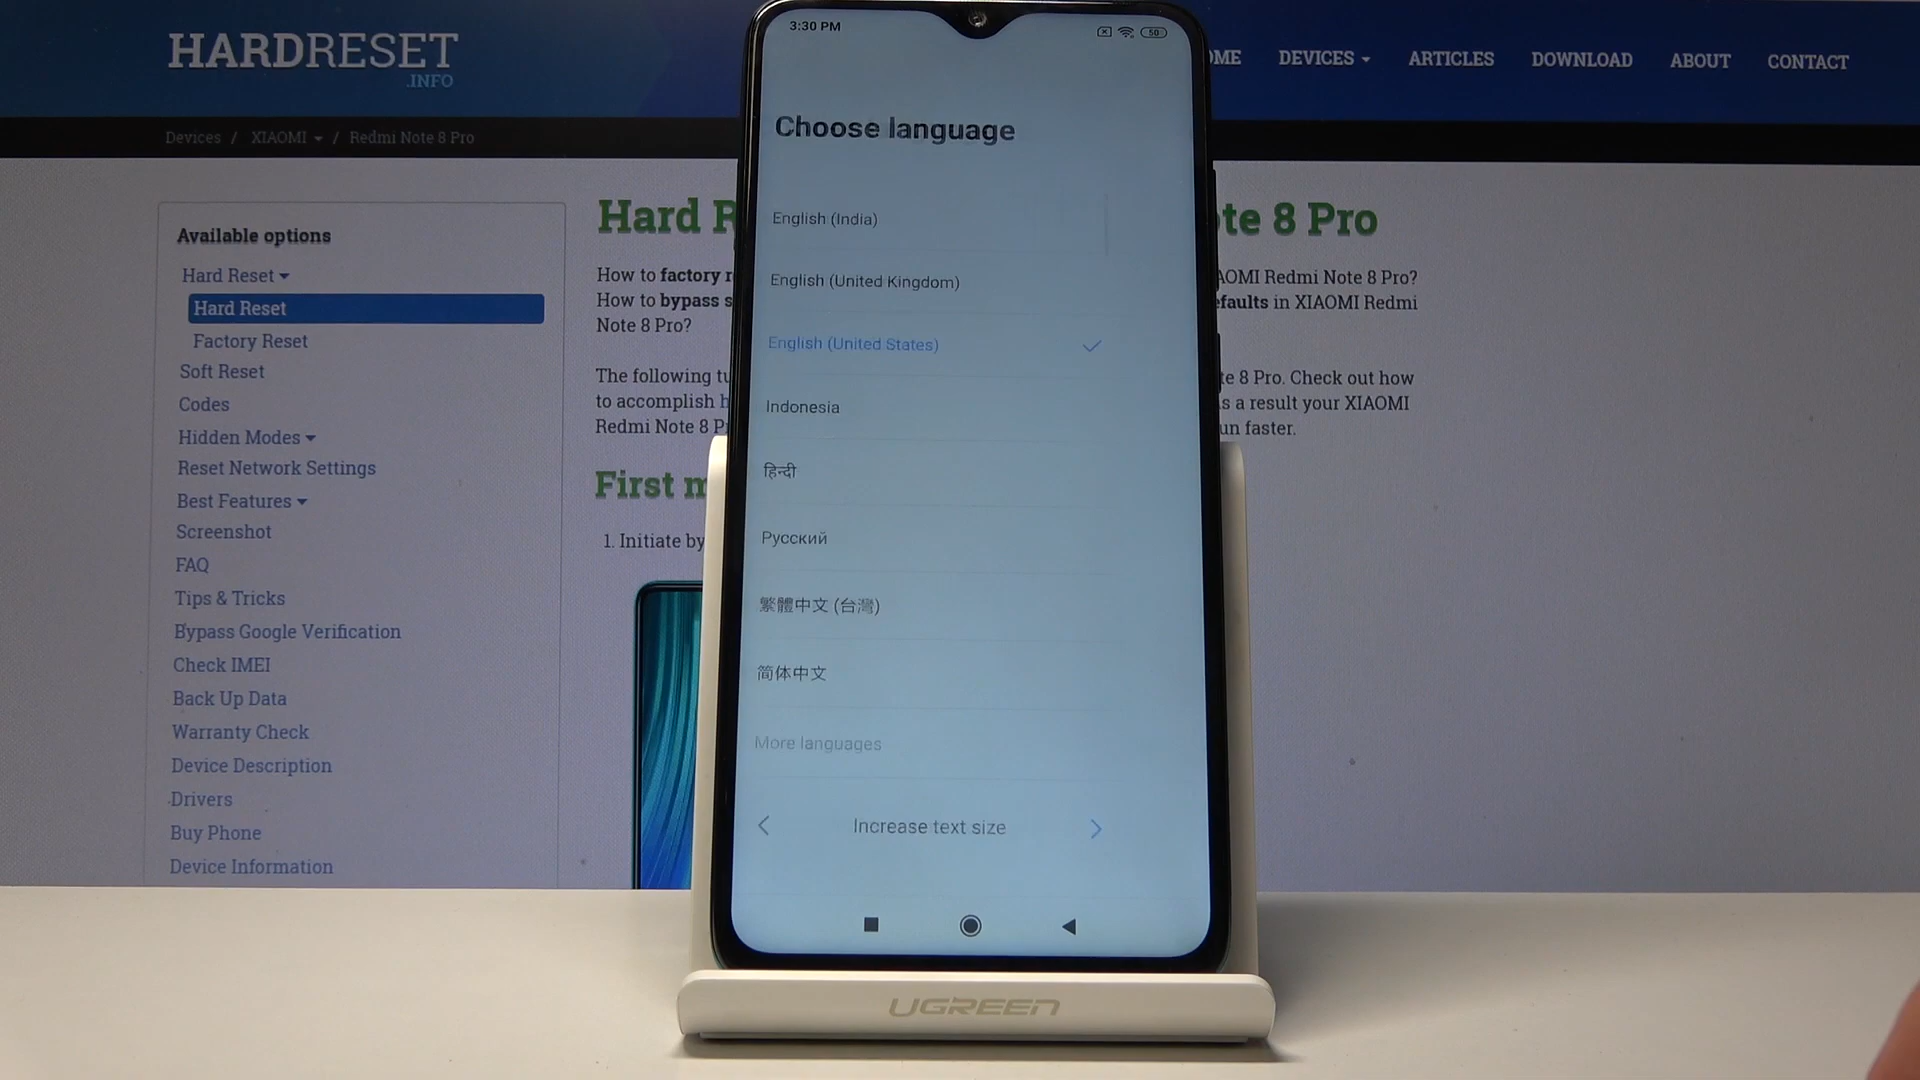 HARDRESET
.INFO
OME
DEVICES
ARTICLES
DOWNLOAD
ABOUT
CONTACT
Devices / XIAOMI / Redmi Note 8 Pro
Available options
Hard Reset
Hard Reset
Factory Reset
Soft Reset
Codes
Hidden Modes
Reset Network Settings
Best Features
Screenshot
FAQ
Tips & Tricks
Bypass Google Verification
Check IMEI
Back Up Data
Warranty Check
Device Description
Drivers
Buy Phone
Device Information
Hard R
te 8 Pro
How to factory r
AOMI Redmi Note 8 Pro?
How to bypass s
efaults in XIAOMI Redmi
Note 8 Pro?
The following tu
te 8 Pro. Check out how
to accomplish h
s a result your XIAOMI
Redmi Note 8 P
un faster.
First m
1. Initiate by
3:30 PM
50
Choose language
English (India)
English (United Kingdom)
English (United States)
Indonesia
हिन्दी
Русский
繁體中文 (台灣)
简体中文
More languages
Increase text size
UGREEN